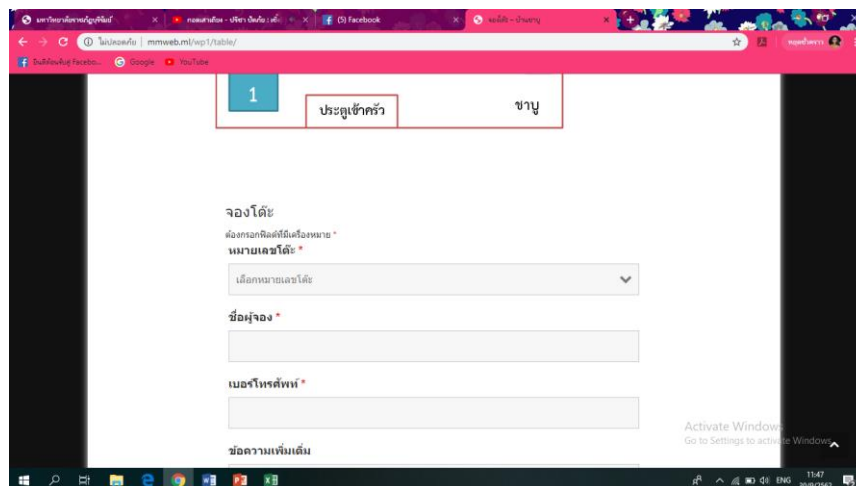 (5) Facebook
ไม่ปลอดภัย | mmweb.ml/wp1/table/
Google
YouTube
1
ประตูเข้าครัว
ชาบู
จองโต๊ะ
ต้องกรอกฟิลด์ที่มีเครื่องหมาย *
หมายเลขโต๊ะ *
เลือกหมายเลขโต๊ะ
ชื่อผู้จอง *
เบอร์โทรศัพท์ *
ข้อความเพิ่มเติ่ม
Activate Windows
Go to Settings to activate Windows.
ENG
11:47
30/9/2563